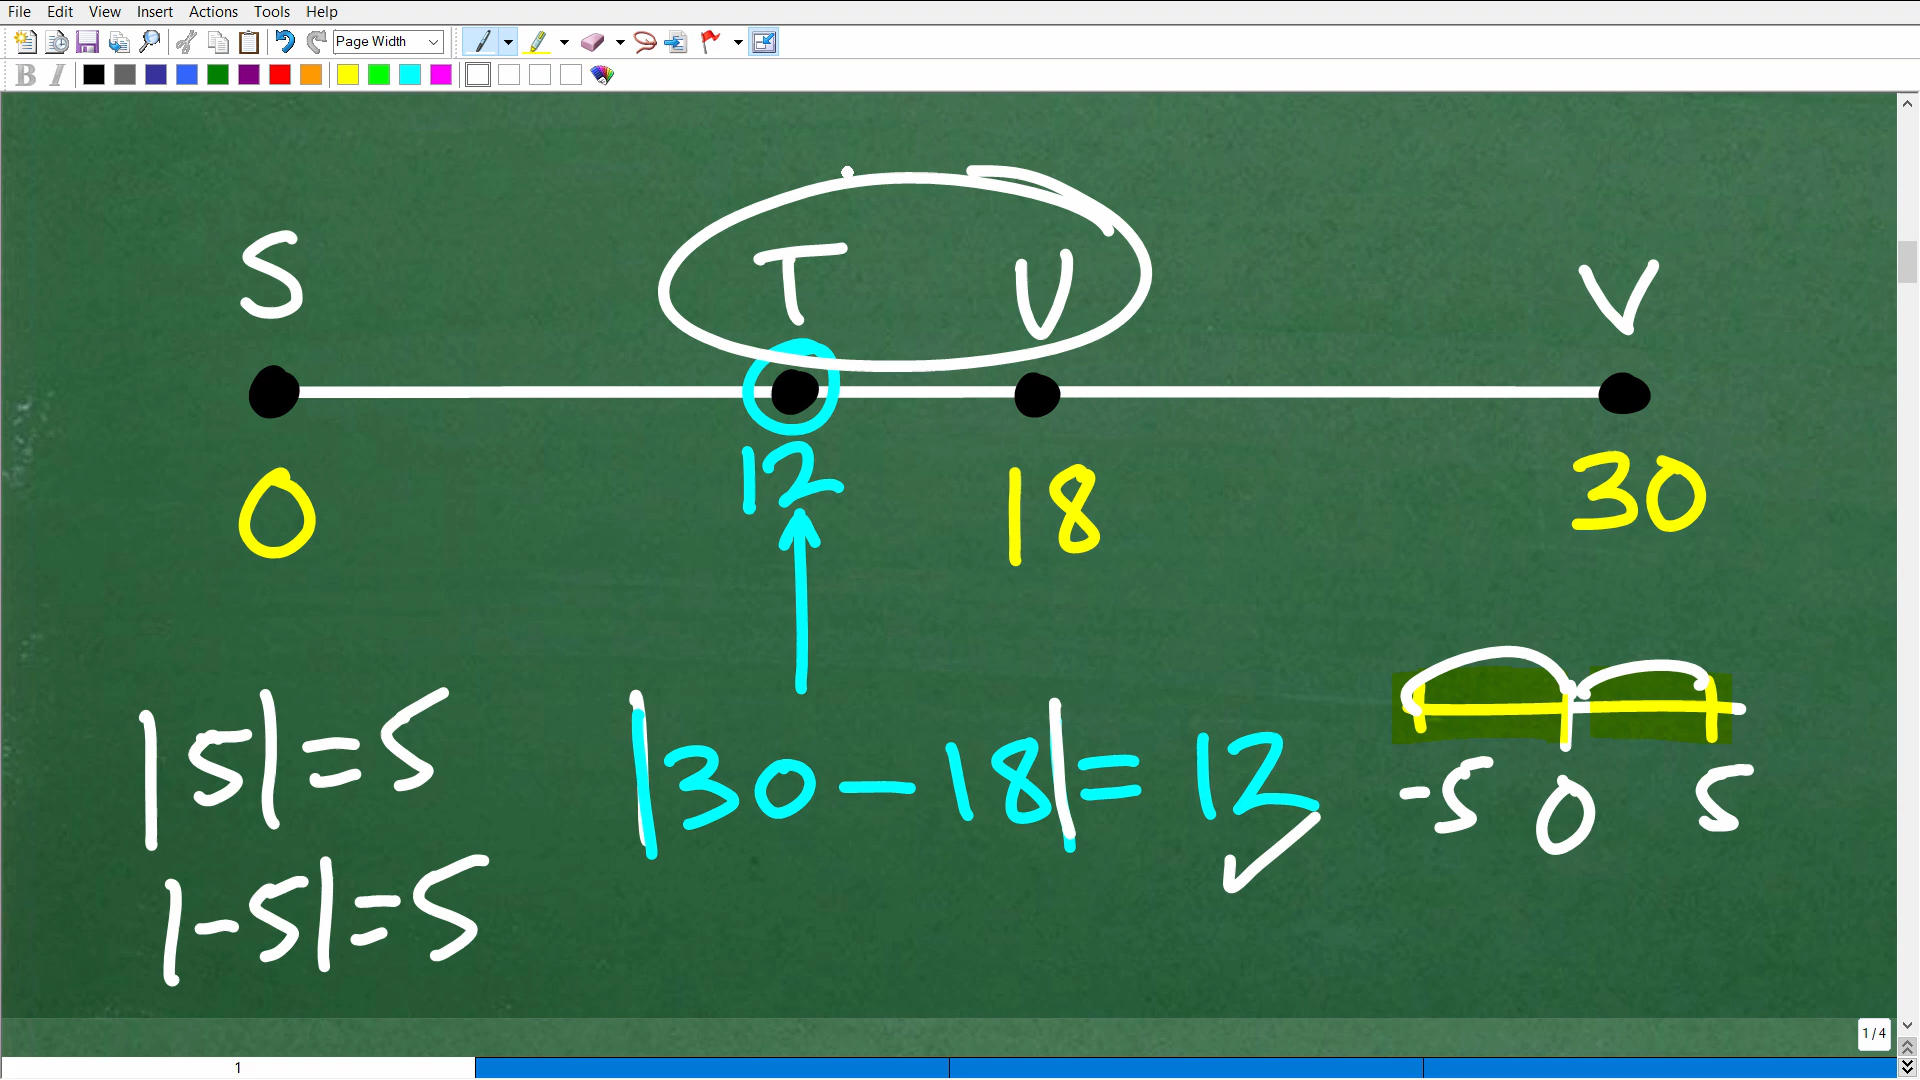 File Edit View Insert Actions Tools Help
Page Width
B I
S T U V
0 12 18 30
|5|=5
|30-18|=12
-5 0 5
|-5|=5
1/4
1